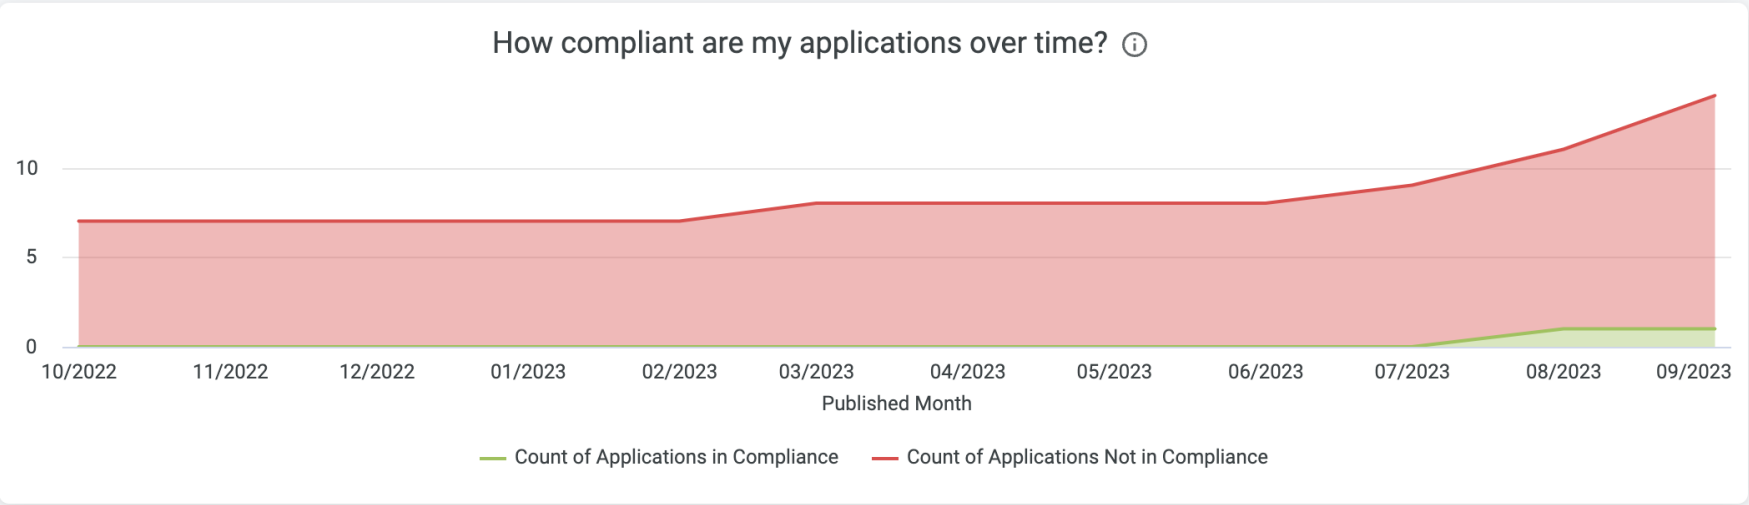 How compliant are my applications over time?
10
5
0
10/2022 11/2022 12/2022 01/2023 02/2023 03/2023 04/2023 05/2023 06/2023 07/2023 08/2023 09/2023
Published Month
Count of Applications in Compliance Count of Applications Not in Compliance